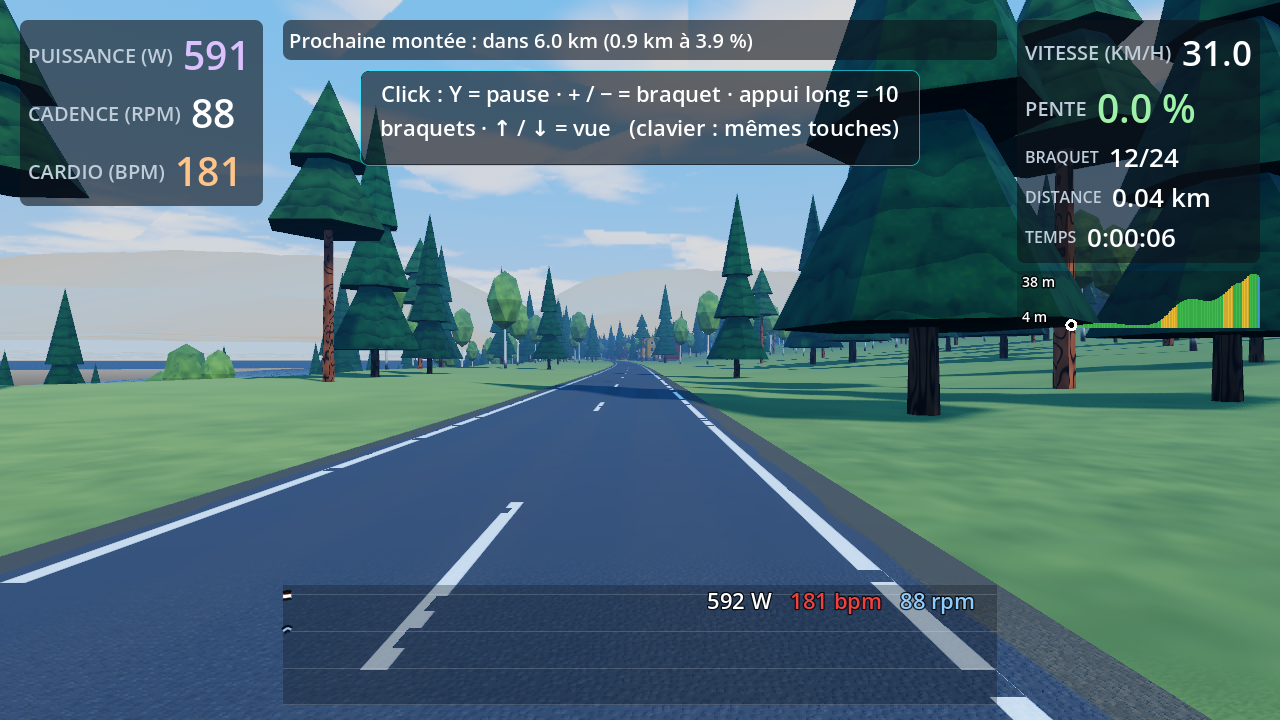 PUISSANCE (W) 591
CADENCE (RPM) 88
CARDIO (BPM) 181
Prochaine montée : dans 6.0 km (0.9 km à 3.9 %)
Click : Y = pause · + / − = braquet · appui long = 10
braquets · ↑ / ↓ = vue (clavier : mêmes touches)
VITESSE (KM/H) 31.0
PENTE 0.0 %
BRAQUET 12/24
DISTANCE 0.04 km
TEMPS 0:00:06
38 m
4 m
592 W 181 bpm 88 rpm